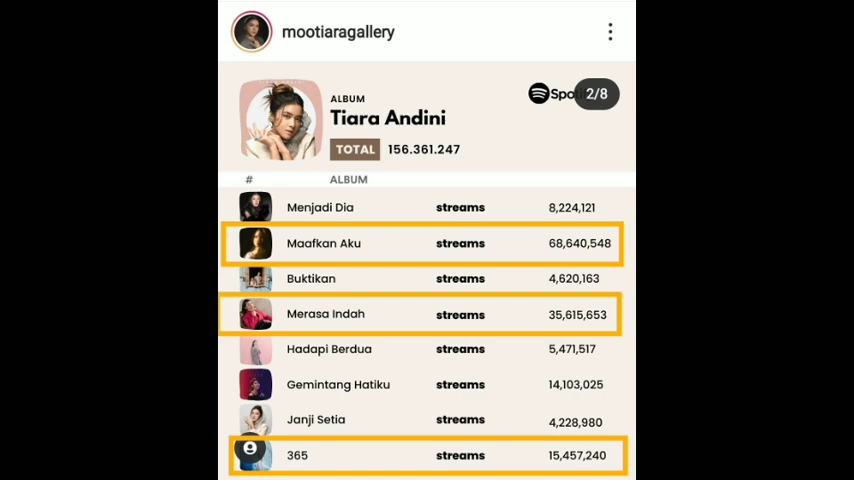 mootiaragallery
ALBUM
Tiara Andini
TOTAL 156.361.247
2/8
# ALBUM
Menjadi Dia streams 8,224,121
Maafkan Aku streams 68,640,548
Buktikan streams 4,620,163
Merasa Indah streams 35,615,653
Hadapi Berdua streams 5,471,517
Gemintang Hatiku streams 14,103,025
Janji Setia streams 4,228,980
365 streams 15,457,240